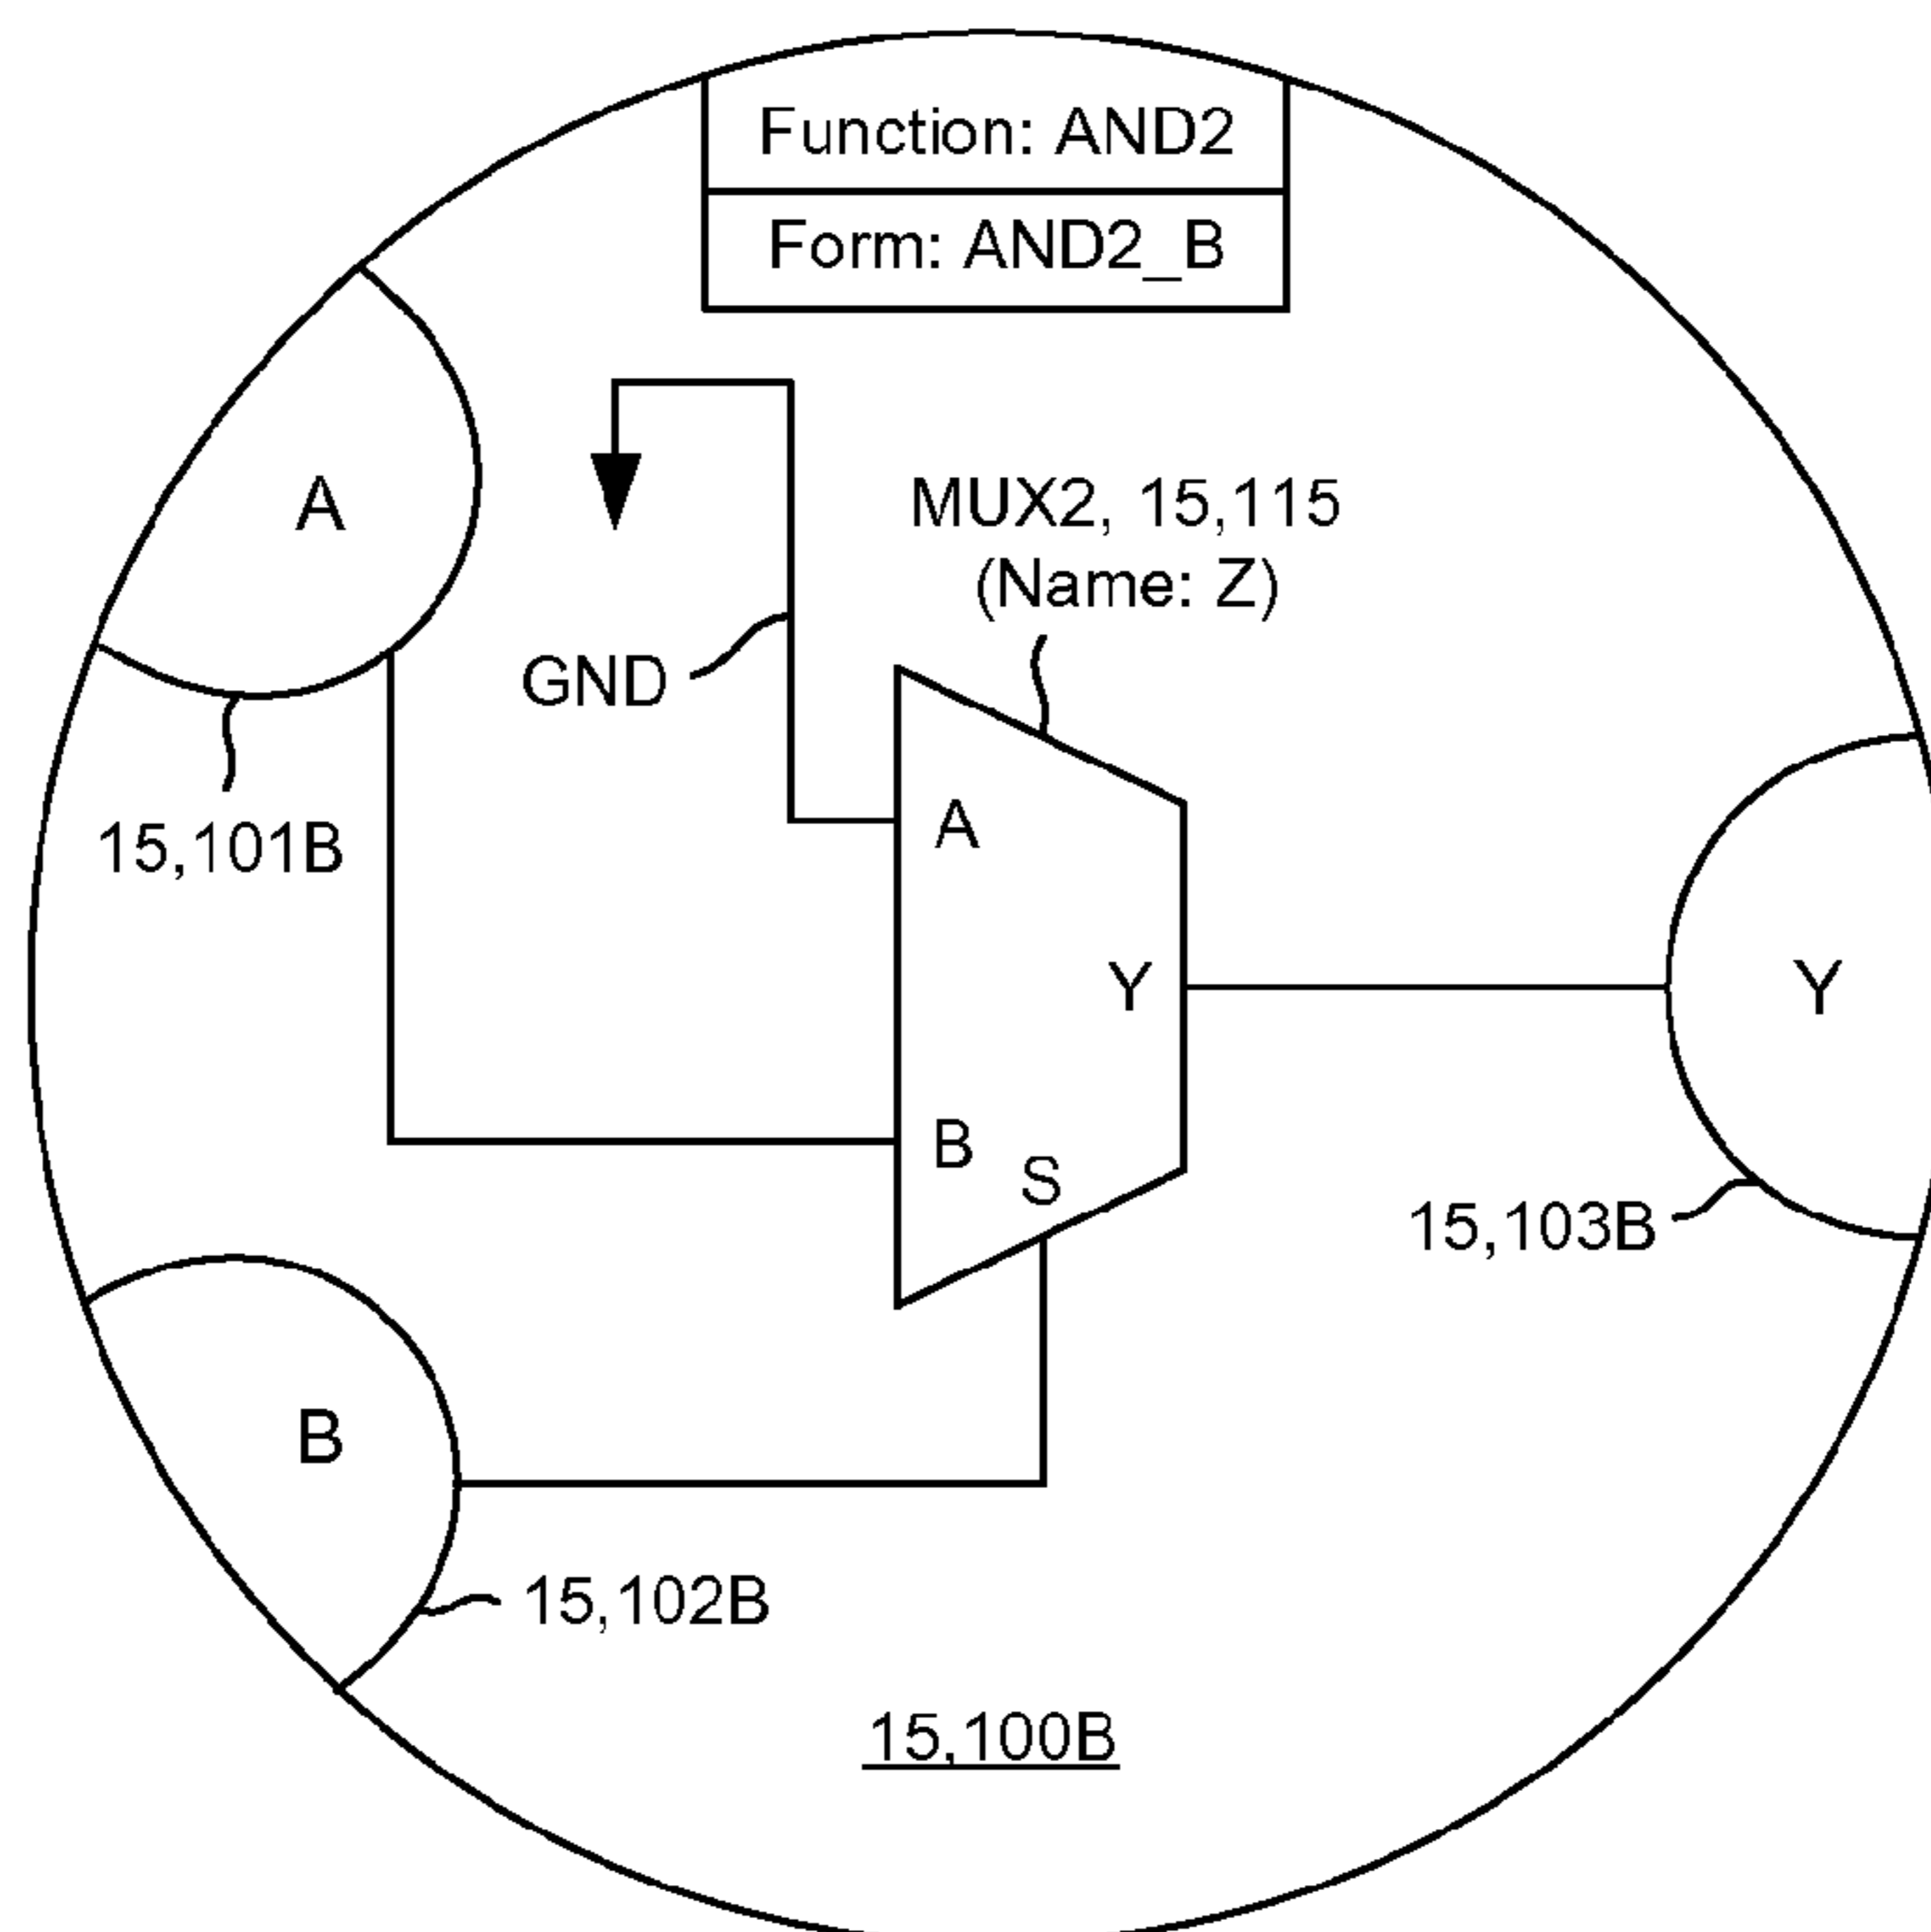 Function: AND2
Form: AND2_B
A
MUX2, 15,115
(Name: Z)
GND
15,101B
A
Y
Y
B
S
15,103B
B
15,102B
15,100B